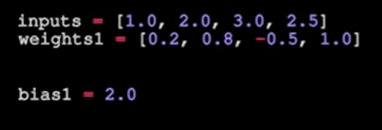 inputs = [1.0, 2.0, 3.0, 2.5]
weights1 = [0.2, 0.8, -0.5, 1.0]
bias1 = 2.0